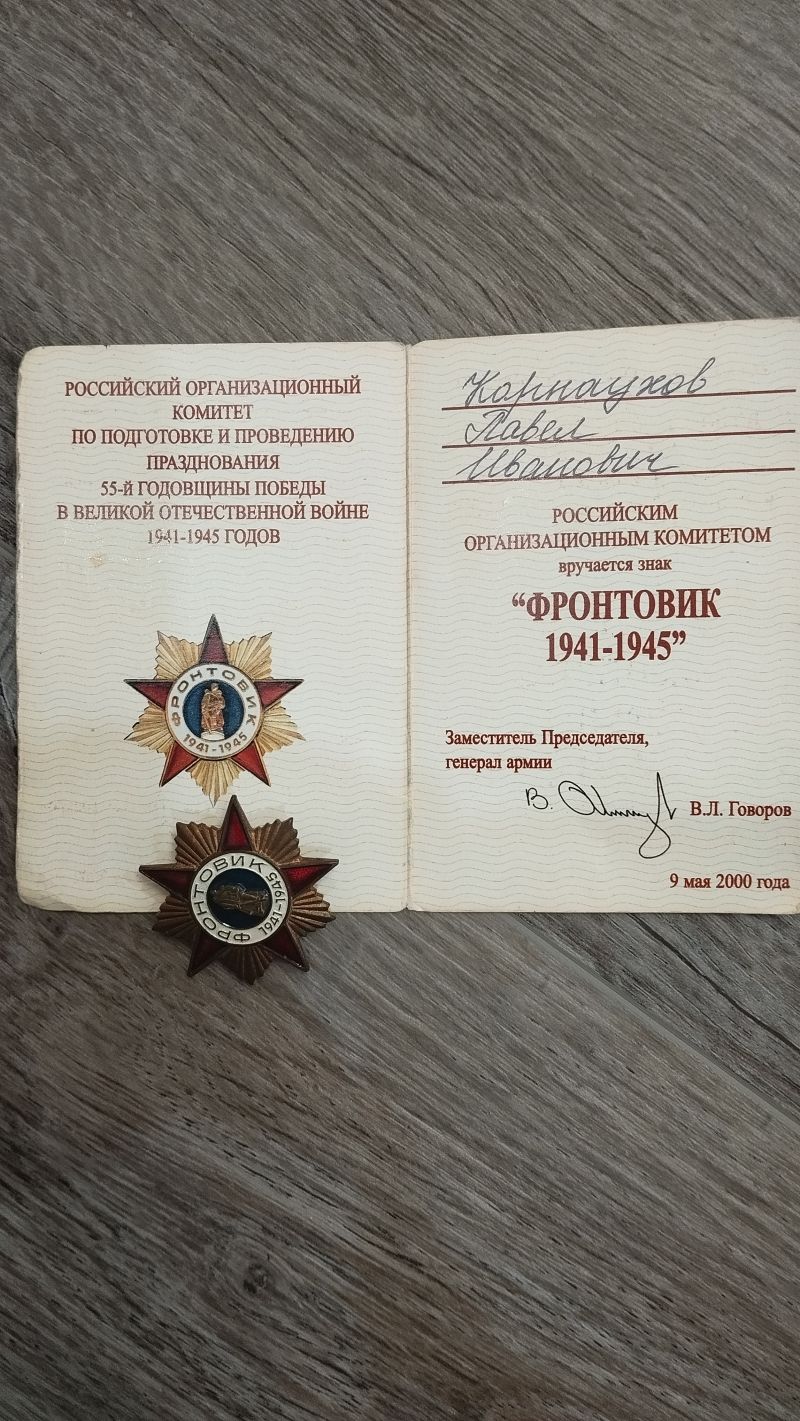 РОССИЙСКИЙ ОРГАНИЗАЦИОННЫЙ
КОМИТЕТ
ПО ПОДГОТОВКЕ И ПРОВЕДЕНИЮ
ПРАЗДНОВАНИЯ
55-Й ГОДОВЩИНЫ ПОБЕДЫ
В ВЕЛИКОЙ ОТЕЧЕСТВЕННОЙ ВОЙНЕ
1941-1945 ГОДОВ
ФРОНТОВИК
1941-1945
ФРОНТОВИК
1941-1945
Корнаухов
Павел
Иванович
РОССИЙСКИМ
ОРГАНИЗАЦИОННЫМ КОМИТЕТОМ
вручается знак
“ФРОНТОВИК
1941-1945”
Заместитель Председателя,
генерал армии
В.Л. Говоров
9 мая 2000 года